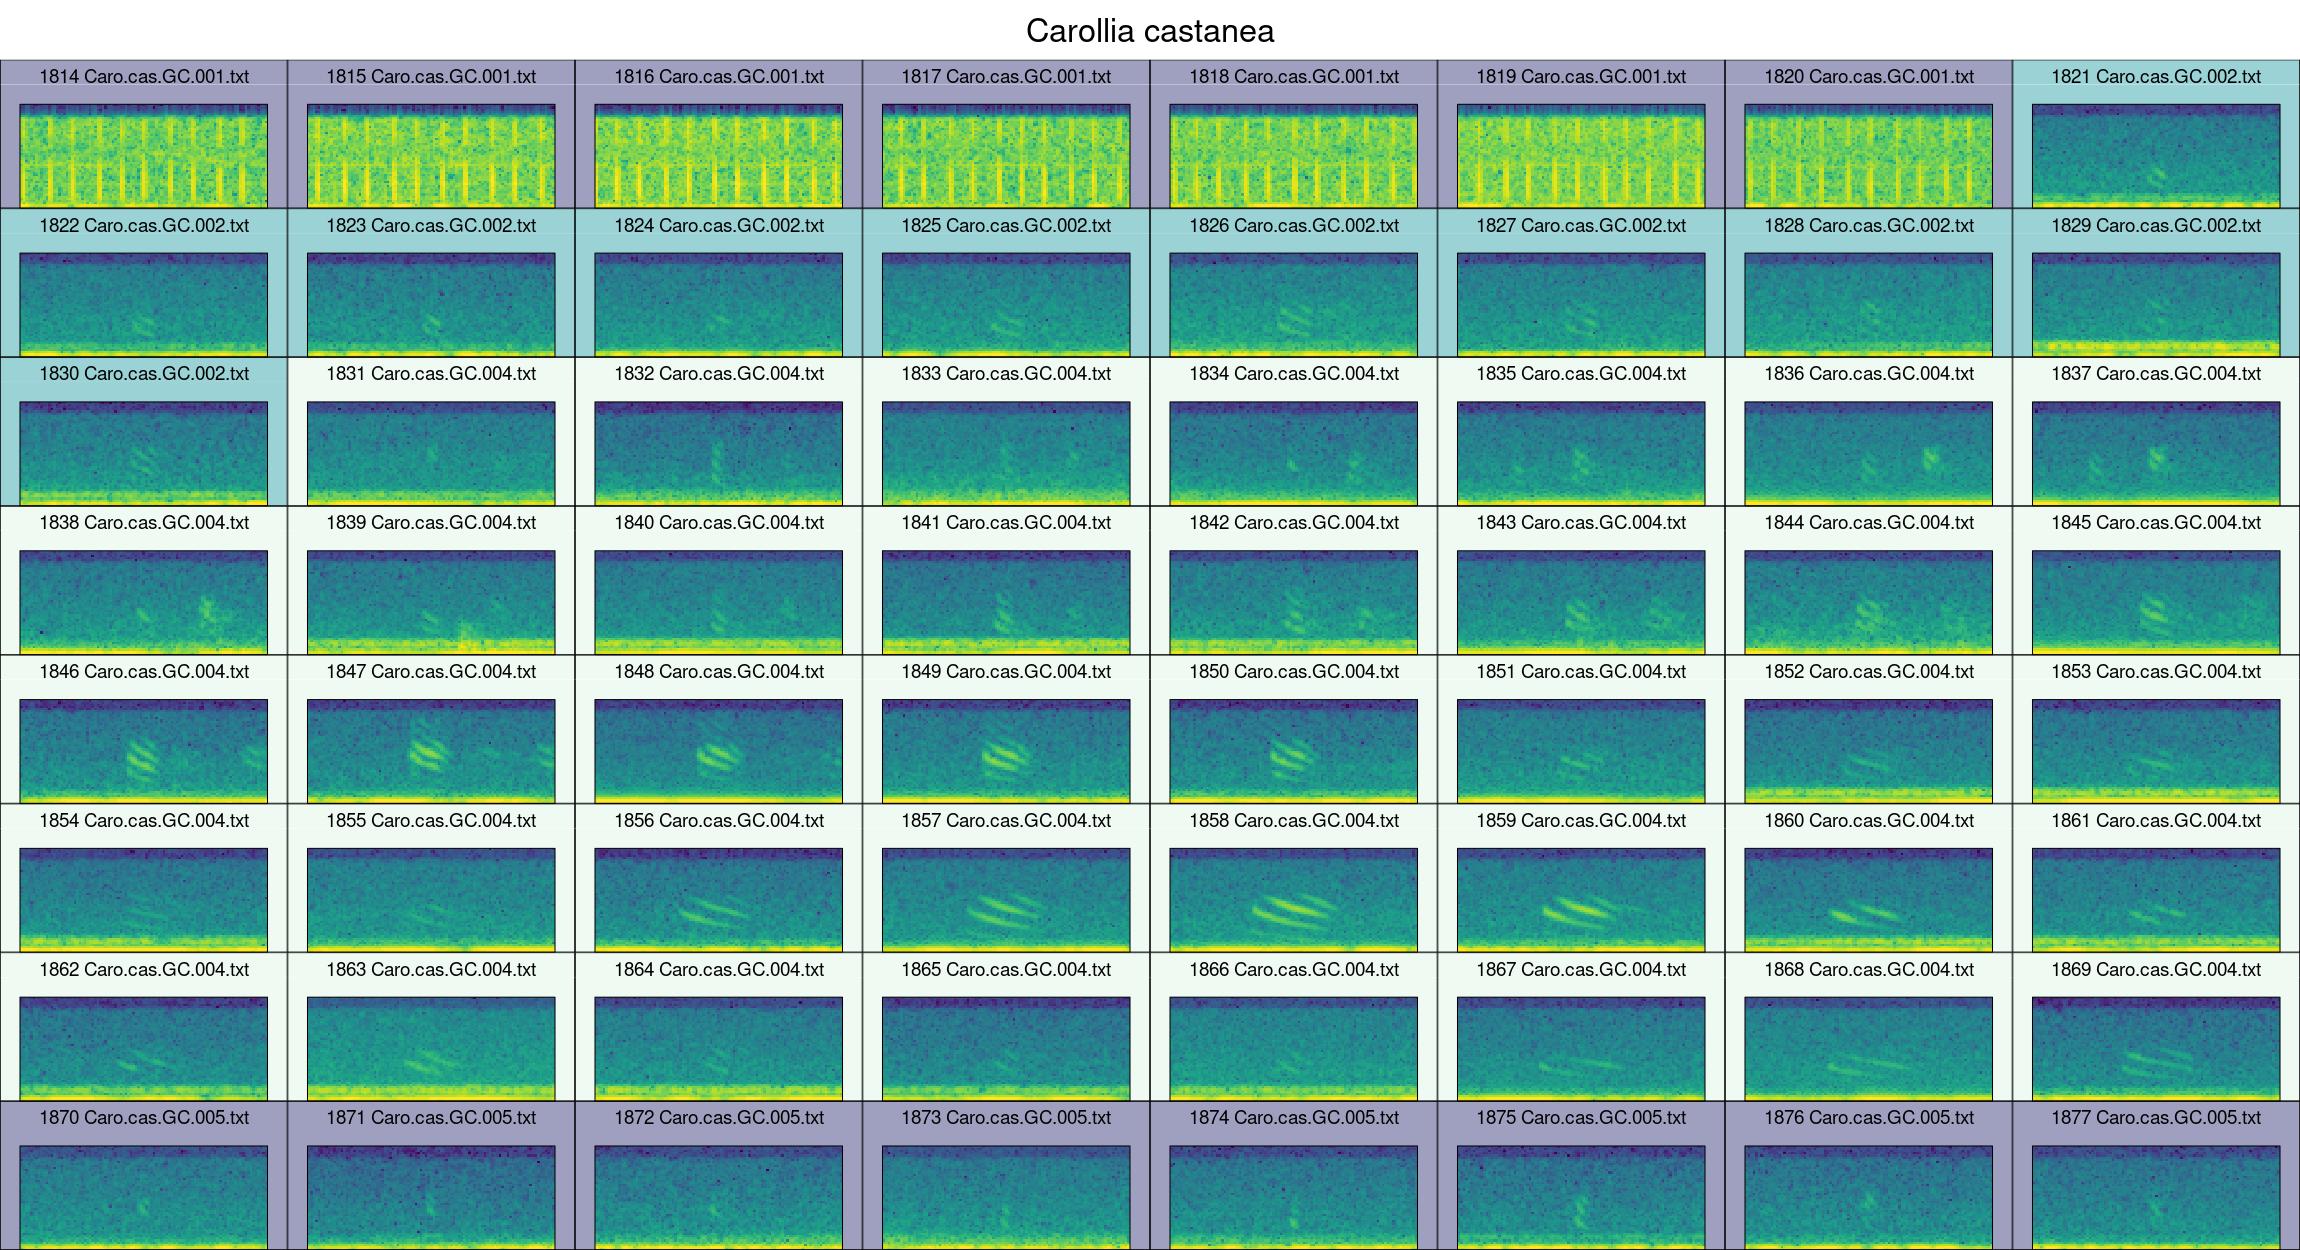 Carollia castanea
1814 Caro.cas.GC.001.txt 1815 Caro.cas.GC.001.txt 1816 Caro.cas.GC.001.txt 1817 Caro.cas.GC.001.txt 1818 Caro.cas.GC.001.txt 1819 Caro.cas.GC.001.txt 1820 Caro.cas.GC.001.txt 1821 Caro.cas.GC.002.txt
1822 Caro.cas.GC.002.txt 1823 Caro.cas.GC.002.txt 1824 Caro.cas.GC.002.txt 1825 Caro.cas.GC.002.txt 1826 Caro.cas.GC.002.txt 1827 Caro.cas.GC.002.txt 1828 Caro.cas.GC.002.txt 1829 Caro.cas.GC.002.txt
1830 Caro.cas.GC.002.txt 1831 Caro.cas.GC.004.txt 1832 Caro.cas.GC.004.txt 1833 Caro.cas.GC.004.txt 1834 Caro.cas.GC.004.txt 1835 Caro.cas.GC.004.txt 1836 Caro.cas.GC.004.txt 1837 Caro.cas.GC.004.txt
1838 Caro.cas.GC.004.txt 1839 Caro.cas.GC.004.txt 1840 Caro.cas.GC.004.txt 1841 Caro.cas.GC.004.txt 1842 Caro.cas.GC.004.txt 1843 Caro.cas.GC.004.txt 1844 Caro.cas.GC.004.txt 1845 Caro.cas.GC.004.txt
1846 Caro.cas.GC.004.txt 1847 Caro.cas.GC.004.txt 1848 Caro.cas.GC.004.txt 1849 Caro.cas.GC.004.txt 1850 Caro.cas.GC.004.txt 1851 Caro.cas.GC.004.txt 1852 Caro.cas.GC.004.txt 1853 Caro.cas.GC.004.txt
1854 Caro.cas.GC.004.txt 1855 Caro.cas.GC.004.txt 1856 Caro.cas.GC.004.txt 1857 Caro.cas.GC.004.txt 1858 Caro.cas.GC.004.txt 1859 Caro.cas.GC.004.txt 1860 Caro.cas.GC.004.txt 1861 Caro.cas.GC.004.txt
1862 Caro.cas.GC.004.txt 1863 Caro.cas.GC.004.txt 1864 Caro.cas.GC.004.txt 1865 Caro.cas.GC.004.txt 1866 Caro.cas.GC.004.txt 1867 Caro.cas.GC.004.txt 1868 Caro.cas.GC.004.txt 1869 Caro.cas.GC.004.txt
1870 Caro.cas.GC.005.txt 1871 Caro.cas.GC.005.txt 1872 Caro.cas.GC.005.txt 1873 Caro.cas.GC.005.txt 1874 Caro.cas.GC.005.txt 1875 Caro.cas.GC.005.txt 1876 Caro.cas.GC.005.txt 1877 Caro.cas.GC.005.txt